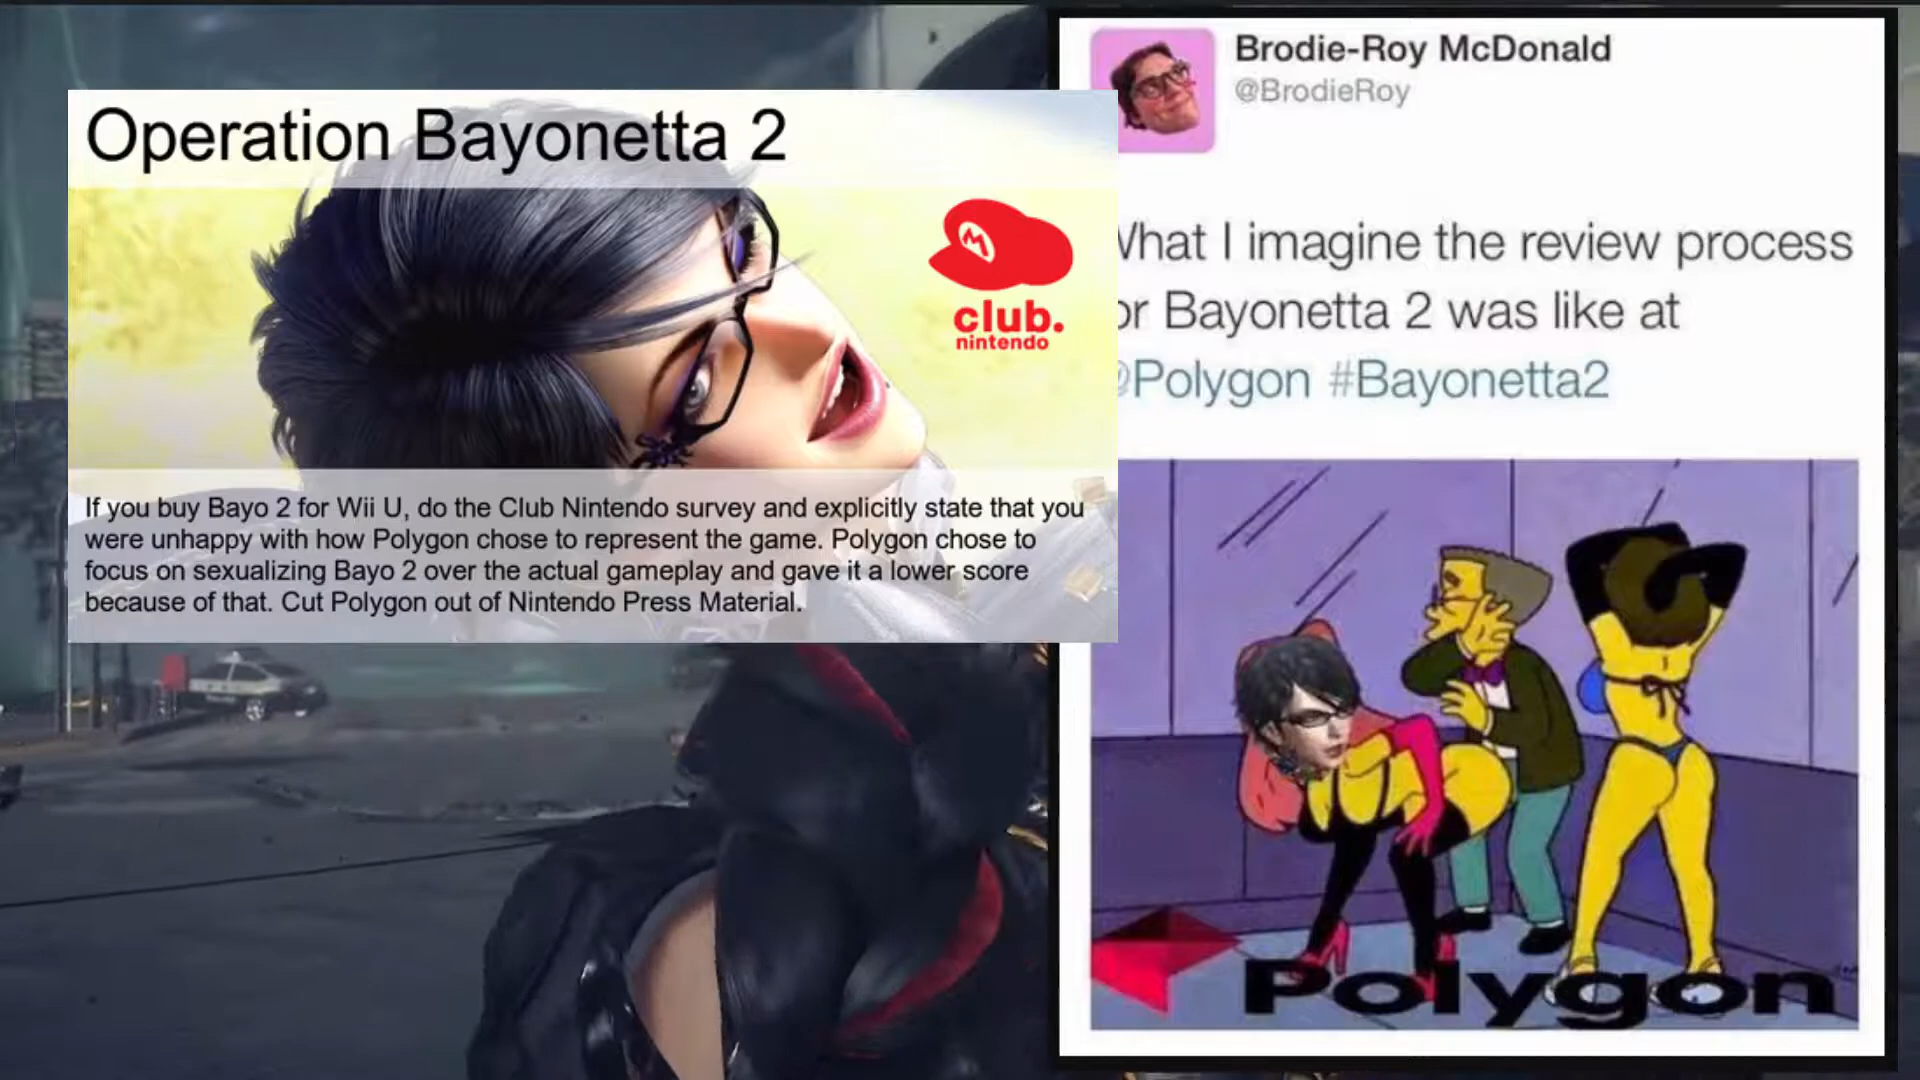 Operation Bayonetta 2
club.
nintendo
If you buy Bayo 2 for Wii U, do the Club Nintendo survey and explicitly state that you
were unhappy with how Polygon chose to represent the game. Polygon chose to
focus on sexualizing Bayo 2 over the actual gameplay and gave it a lower score
because of that. Cut Polygon out of Nintendo Press Material.
Brodie-Roy McDonald
@BrodieRoy
What I imagine the review process
or Bayonetta 2 was like at
@Polygon #Bayonetta2
Polygon